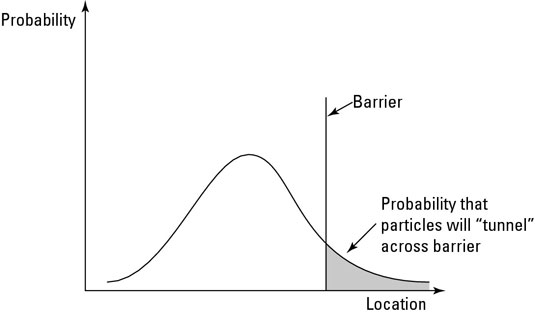 Probability
Barrier
Probability that
particles will “tunnel”
across barrier
Location